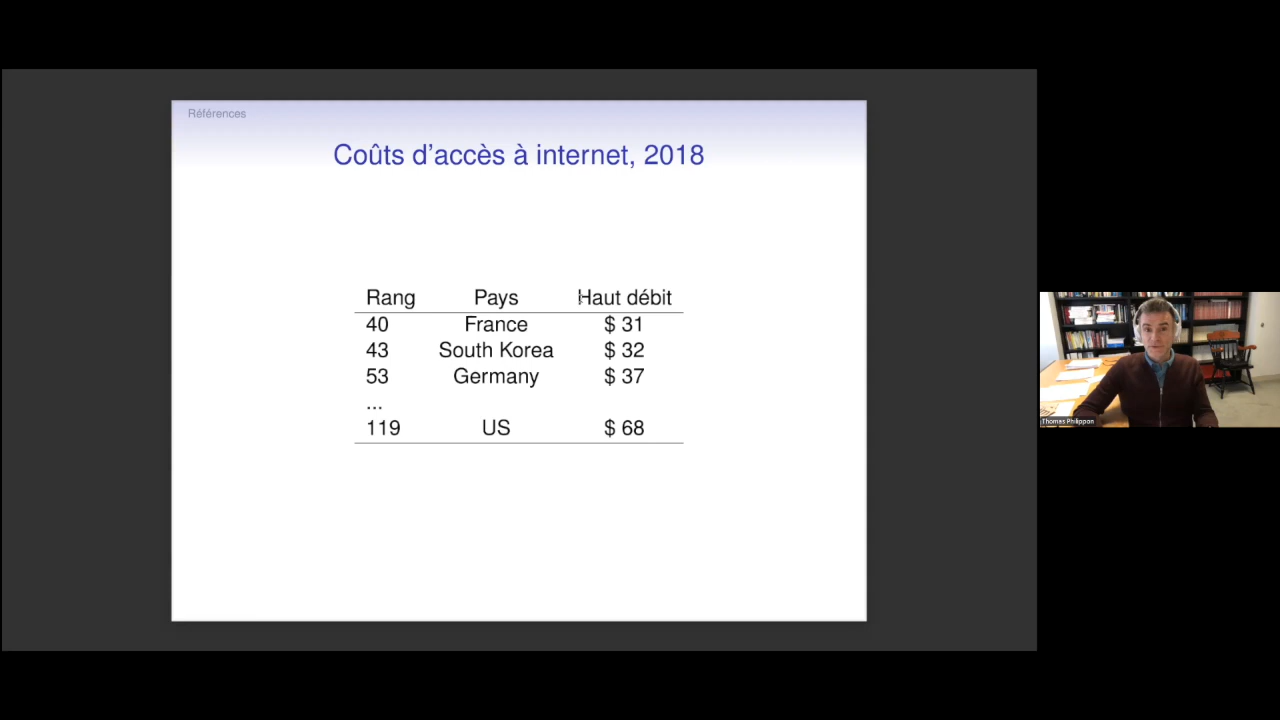 Références
Coûts d'accès à internet, 2018
Rang Pays Haut débit
40 France $ 31
43 South Korea $ 32
53 Germany $ 37
...
119 US $ 68
Thomas Philippon